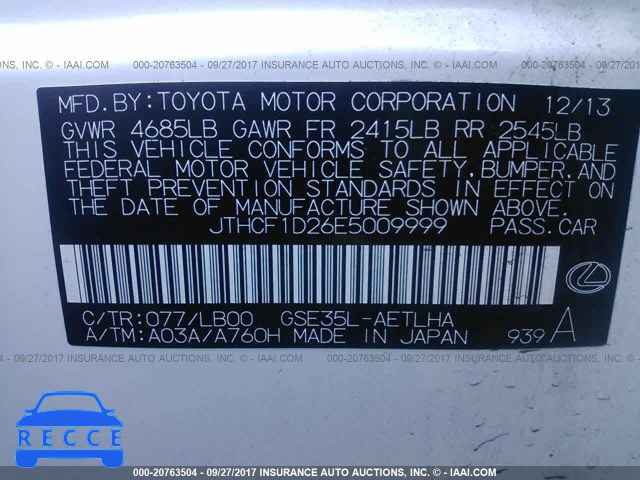 000-20763504 - 09/27/2017 INSURANCE AUTO AUCTIONS, INC. - © IAAI.COM
MFD.BY:TOYOTA MOTOR CORPORATION 12/13
GVWR 4685LB GAWR FR 2415LB RR 2545LB
THIS VEHICLE CONFORMS TO ALL APPLICABLE
FEDERAL MOTOR VEHICLE SAFETY,BUMPER,AND
THEFT PREVENTION STANDARDS IN EFFECT ON
THE DATE OF MANUFACTURE SHOWN ABOVE.
JTHCF1D26E5009999 PASS.CAR
C/TR:077/LB00 GSE35L-AETLHA
A/TM:A03A/A760H MADE IN JAPAN 939 A
000-20763504 - 09/27/2017 INSURANCE AUTO AUCTIONS, INC. - © IAAI.COM
RECCE
000-20763504 - 09/27/2017 INSURANCE AUTO AUCTIONS, INC. - © IAAI.COM